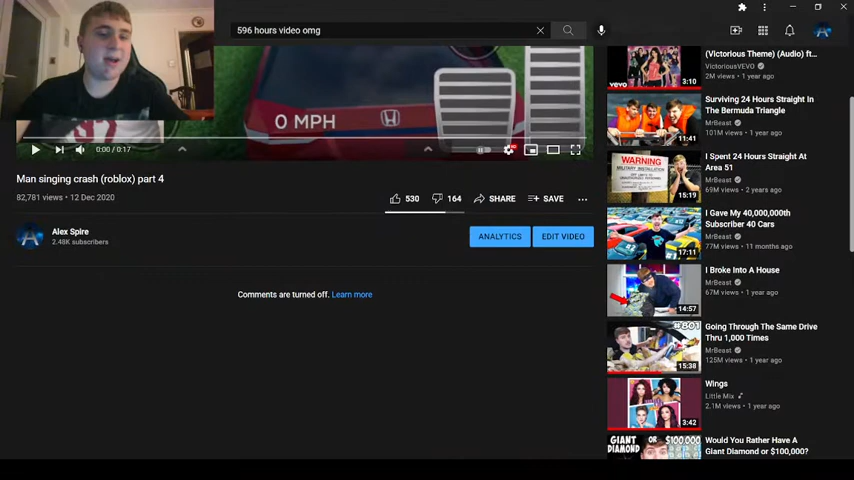 596 hours video omg
0 MPH
0:00 / 0:17
Man singing crash (roblox) part 4
82,781 views • 12 Dec 2020
530
164
SHARE
SAVE
Alex Spire
2.48K subscribers
ANALYTICS
EDIT VIDEO
Comments are turned off. Learn more
vevo
3:10
(Victorious Theme) (Audio) ft...
VictoriousVEVO
2M views • 1 year ago
11:41
Surviving 24 Hours Straight In
The Bermuda Triangle
MrBeast
101M views • 1 year ago
WARNING
15:19
I Spent 24 Hours Straight At
Area 51
MrBeast
69M views • 2 years ago
17:11
I Gave My 40,000,000th
Subscriber 40 Cars
MrBeast
77M views • 11 months ago
14:57
I Broke Into A House
MrBeast
67M views • 1 year ago
#801
15:38
Going Through The Same Drive
Thru 1,000 Times
MrBeast
125M views • 1 year ago
3:42
Wings
Little Mix
2.1M views • 1 year ago
GIANT
DIAMOND
OR
$100,000
Would You Rather Have A
Giant Diamond or $100,000?